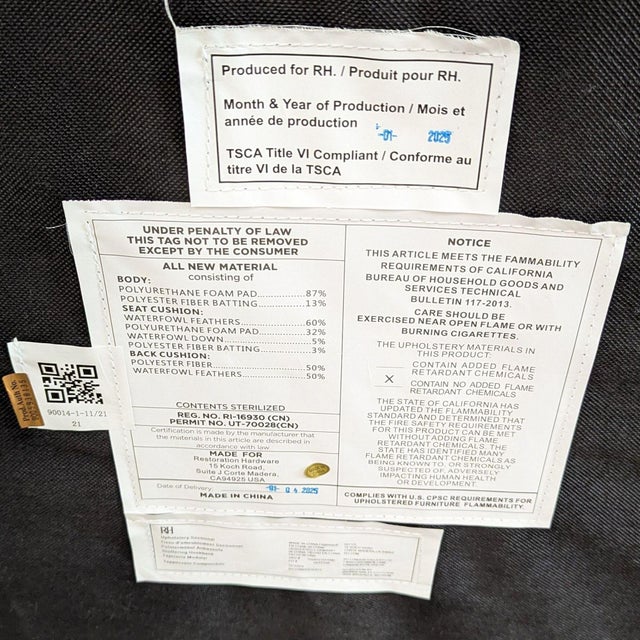 Produced for RH. / Produit pour RH.
Month & Year of Production / Mois et
année de production
-01- 2025
TSCA Title VI Compliant / Conforme au
titre VI de la TSCA
UNDER PENALTY OF LAW
THIS TAG NOT TO BE REMOVED
EXCEPT BY THE CONSUMER
ALL NEW MATERIAL
consisting of
BODY:
POLYURETHANE FOAM PAD...............87%
POLYESTER FIBER BATTING...............13%
SEAT CUSHION:
WATERFOWL FEATHERS...............60%
POLYURETHANE FOAM PAD...............32%
WATERFOWL DOWN...............5%
POLYESTER FIBER BATTING...............3%
BACK CUSHION:
POLYESTER FIBER...............50%
WATERFOWL FEATHERS...............50%
CONTENTS STERILIZED
REG. NO. RI-16930 (CN)
PERMIT NO. UT-70028(CN)
Certification is made by the manufacturer that
the materials in this article are described in
accordance with law.
MADE FOR
Restoration Hardware
15 Koch Road,
Suite J Corte Madera,
CA94925 USA
Date of Delivery: -01- 04 2025
MADE IN CHINA
NOTICE
THIS ARTICLE MEETS THE FAMMABILITY
REQUIREMENTS OF CALIFORNIA
BUREAU OF HOUSEHOLD GOODS AND
SERVICES TECHNICAL
BULLETIN 117-2013.
CARE SHOULD BE
EXERCISED NEAR OPEN FLAME OR WITH
BURNING CIGARETTES.
THE UPHOLSTERY MATERIALS IN
THIS PRODUCT:
CONTAIN ADDED FLAME
RETARDANT CHEMICALS
X CONTAIN NO ADDED FLAME
RETARDANT CHEMICALS
THE STATE OF CALIFORNIA HAS
UPDATED THE FLAMMABILITY
STANDARD AND DETERMINED THAT
THE FIRE SAFETY REQUIREMENTS
FOR THIS PRODUCT CAN BE MET
WITHOUT ADDING FLAME
RETARDANT CHEMICALS. THE
STATE HAS IDENTIFIED MANY
FLAME RETARDANT CHEMICALS AS
BEING KNOWN TO, OR STRONGLY
SUSPECTED OF, ADVERSELY
IMPACTING HUMAN HEALTH
OR DEVELOPMENT.
COMPLIES WITH U.S. CPSC REQUIREMENTS FOR
UPHOLSTERED FURNITURE FLAMMABILITY.
90014-1-11/21
21
RH